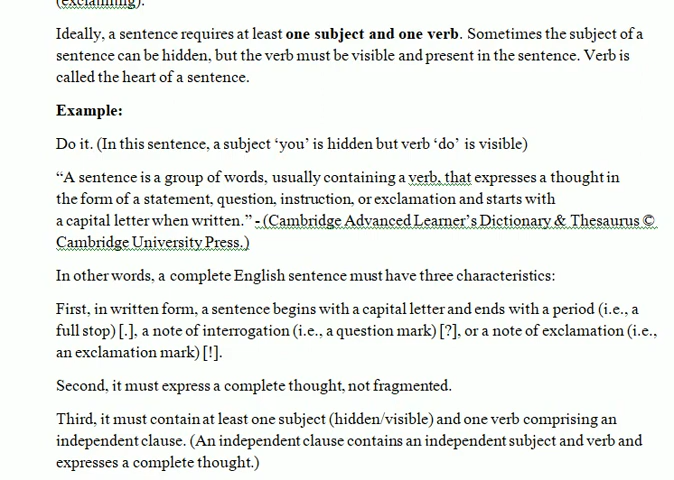 (exclaiming).
Ideally, a sentence requires at least one subject and one verb. Sometimes the subject of a
sentence can be hidden, but the verb must be visible and present in the sentence. Verb is
called the heart of a sentence.
Example:
Do it. (In this sentence, a subject ‘you’ is hidden but verb ‘do’ is visible)
“A sentence is a group of words, usually containing a verb, that expresses a thought in
the form of a statement, question, instruction, or exclamation and starts with
a capital letter when written.” - (Cambridge Advanced Learner’s Dictionary & Thesaurus ©
Cambridge University Press.)
In other words, a complete English sentence must have three characteristics:
First, in written form, a sentence begins with a capital letter and ends with a period (i.e., a
full stop) [.], a note of interrogation (i.e., a question mark) [?], or a note of exclamation (i.e.,
an exclamation mark) [!].
Second, it must express a complete thought, not fragmented.
Third, it must contain at least one subject (hidden/visible) and one verb comprising an
independent clause. (An independent clause contains an independent subject and verb and
expresses a complete thought.)